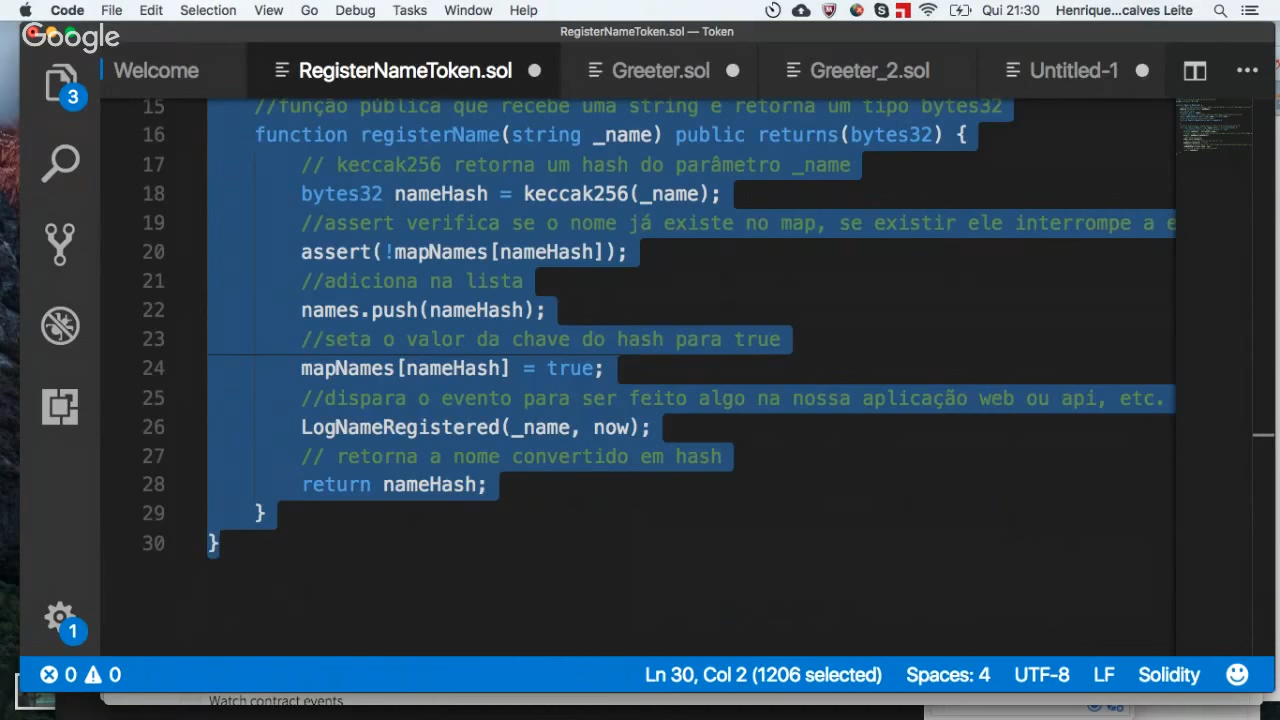 Code File Edit Selection View Go Debug Tasks Window Help Qui 21:30 Henrique...calves Leite
Google
RegisterNameToken.sol — Token
Welcome RegisterNameToken.sol Greeter.sol Greeter_2.sol Untitled-1
3
15 //função pública que recebe uma string e retorna um tipo bytes32
16 function registerName(string _name) public returns(bytes32) {
17 // keccak256 retorna um hash do parâmetro _name
18 bytes32 nameHash = keccak256(_name);
19 //assert verifica se o nome já existe no map, se existir ele interrompe a e
20 assert(!mapNames[nameHash]);
21 //adiciona na lista
22 names.push(nameHash);
23 //seta o valor da chave do hash para true
24 mapNames[nameHash] = true;
25 //dispara o evento para ser feito algo na nossa aplicação web ou api, etc.
26 LogNameRegistered(_name, now);
27 // retorna a nome convertido em hash
28 return nameHash;
29 }
30 }
1
0 0 Ln 30, Col 2 (1206 selected) Spaces: 4 UTF-8 LF Solidity
Watch contract events